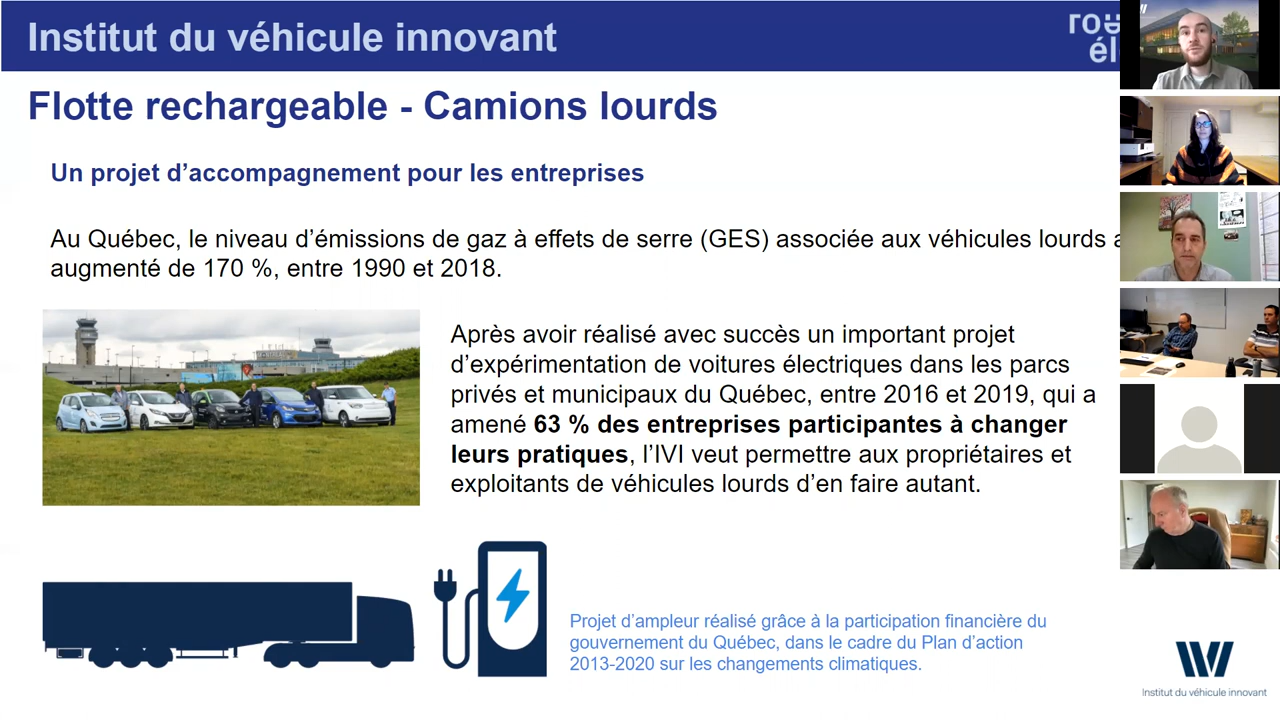 Institut du véhicule innovant
Flotte rechargeable - Camions lourds
Un projet d’accompagnement pour les entreprises
Au Québec, le niveau d’émissions de gaz à effets de serre (GES) associée aux véhicules lourds a
augmenté de 170 %, entre 1990 et 2018.
Après avoir réalisé avec succès un important projet
d’expérimentation de voitures électriques dans les parcs
privés et municipaux du Québec, entre 2016 et 2019, qui a
amené 63 % des entreprises participantes à changer
leurs pratiques, l’IVI veut permettre aux propriétaires et
exploitants de véhicules lourds d’en faire autant.
Projet d’ampleur réalisé grâce à la participation financière du
gouvernement du Québec, dans le cadre du Plan d’action
2013-2020 sur les changements climatiques.
Institut du véhicule innovant